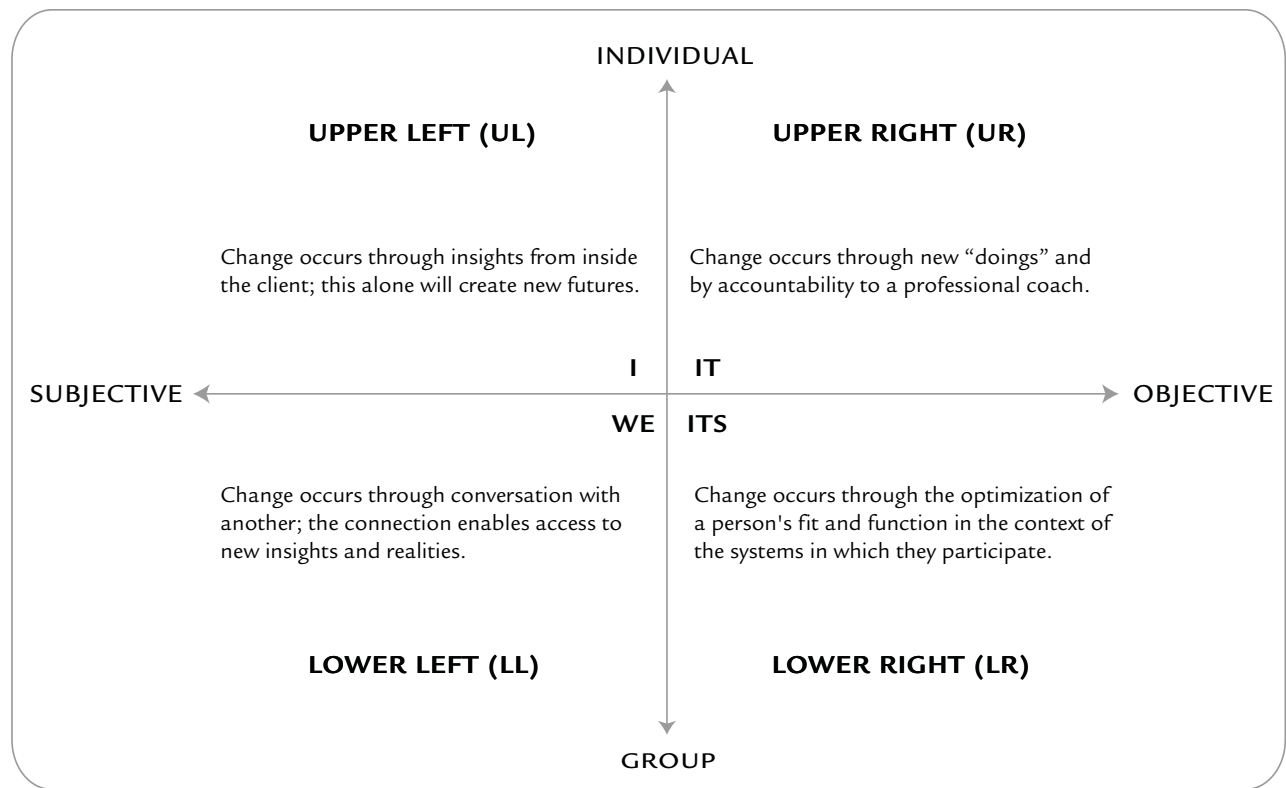 INDIVIDUAL
UPPER LEFT (UL)
UPPER RIGHT (UR)
Change occurs through insights from inside
the client; this alone will create new futures.
Change occurs through new “doings” and
by accountability to a professional coach.
I
IT
SUBJECTIVE
OBJECTIVE
WE
ITS
Change occurs through conversation with
another; the connection enables access to
new insights and realities.
Change occurs through the optimization of
a person's fit and function in the context of
the systems in which they participate.
LOWER LEFT (LL)
LOWER RIGHT (LR)
GROUP